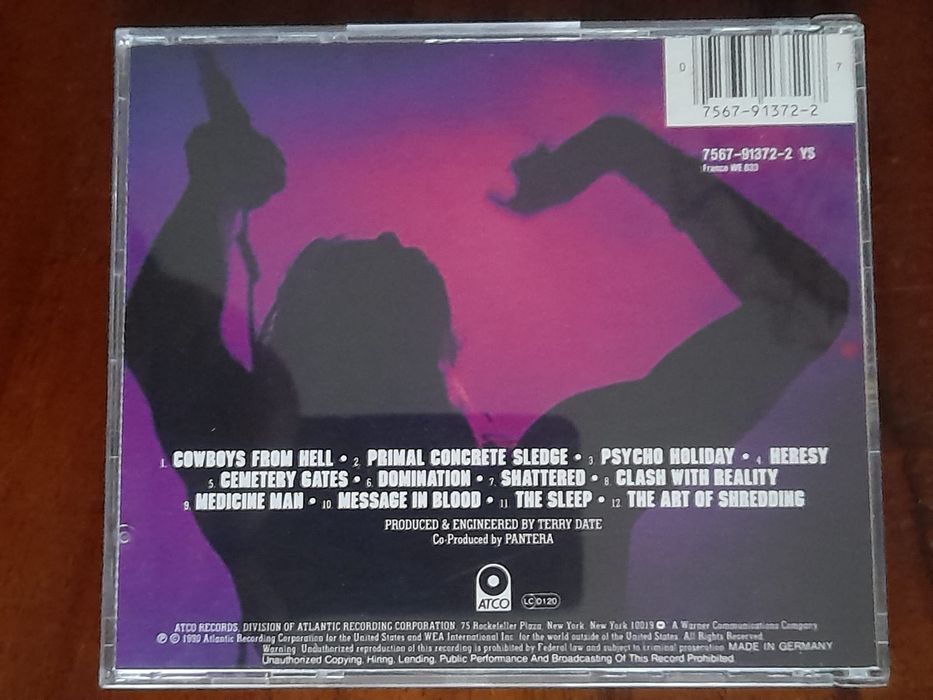 0 7
7567-91372-2
7567-91372-2 YS
France WE 833
1. COWBOYS FROM HELL • 2. PRIMAL CONCRETE SLEDGE • 3. PSYCHO HOLIDAY • 4. HERESY
5. CEMETERY GATES • 6. DOMINATION • 7. SHATTERED • 8. CLASH WITH REALITY
9. MEDICINE MAN • 10. MESSAGE IN BLOOD • 11. THE SLEEP • 12. THE ART OF SHREDDING
PRODUCED & ENGINEERED BY TERRY DATE
Co-Produced by PANTERA
ATCO
LC 0120
ATCO RECORDS, DIVISION OF ATLANTIC RECORDING CORPORATION, 75 Rockefeller Plaza, New York, New York 10019 A Warner Communications Company
℗ © 1990 Atlantic Recording Corporation for the United States and WEA International Inc. for the world outside of the United States. All Rights Reserved.
Warning: Unauthorized reproduction of this recording is prohibited by Federal law and subject to criminal prosecution. MADE IN GERMANY
Unauthorized Copying, Hiring, Lending, Public Performance And Broadcasting Of This Record Prohibited.